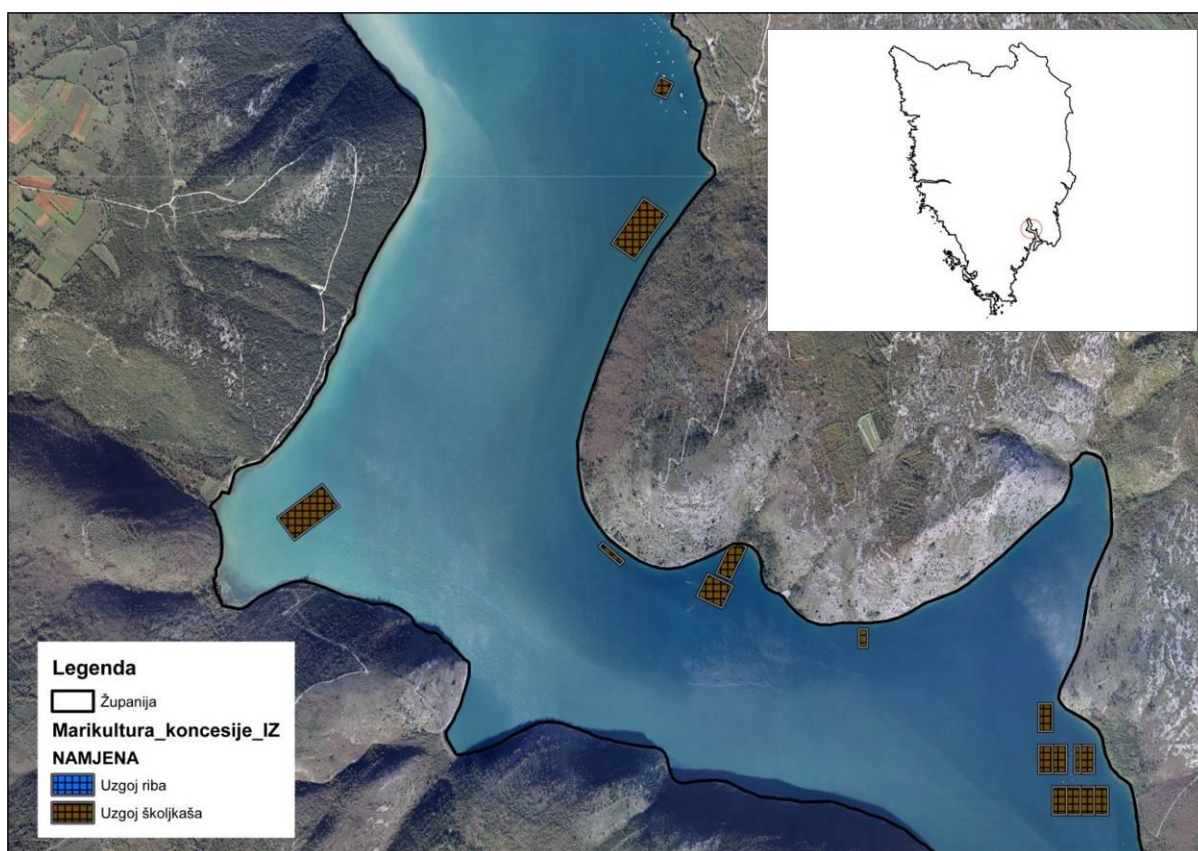 Legenda
Županija
Marikultura_koncesije_IZ
NAMJENA
Uzgoj riba
Uzgoj školjkaša